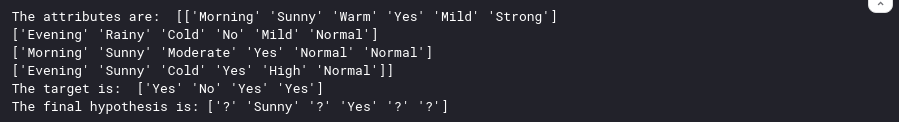 The attributes are:  [['Morning' 'Sunny' 'Warm' 'Yes' 'Mild' 'Strong']
['Evening' 'Rainy' 'Cold' 'No' 'Mild' 'Normal']
['Morning' 'Sunny' 'Moderate' 'Yes' 'Normal' 'Normal']
['Evening' 'Sunny' 'Cold' 'Yes' 'High' 'Normal']]
The target is:  ['Yes' 'No' 'Yes' 'Yes']
The final hypothesis is: ['?' 'Sunny' '?' 'Yes' '?' '?']